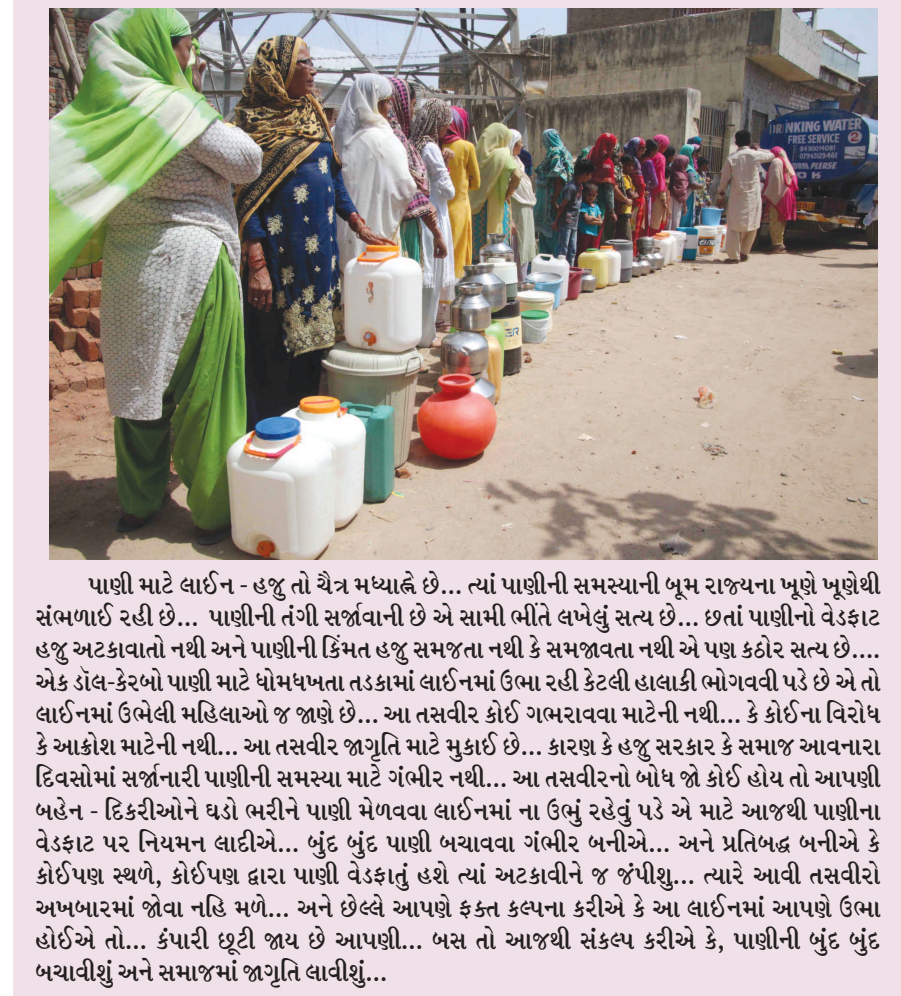 DRINKING WATER
FREE SERVICE 2
8490014081
07965129461
PLEASE
O K
પાણી માટે લાઈન - હજુ તો ચૈત્ર મધ્યાહ્ને છે... ત્યાં પાણીની સમસ્યાની બૂમ રાજ્યના ખૂણે ખૂણેથી
સંભળાઈ રહી છે... પાણીની તંગી સર્જાવાની છે એ સામી ભીંતે લખેલું સત્ય છે... છતાં પાણીનો વેડફાટ
હજુ અટકાવાતો નથી અને પાણીની કિંમત હજુ સમજતા નથી કે સમજાવતા નથી એ પણ કઠોર સત્ય છે....
એક ડૉલ-કેરબો પાણી માટે ધોમધખતા તડકામાં લાઈનમાં ઉભા રહી કેટલી હાલાકી ભોગવવી પડે છે એ તો
લાઈનમાં ઉભેલી મહિલાઓ જ જાણે છે... આ તસવીર કોઈ ગભરાવવા માટેની નથી... કે કોઈના વિરોધ
કે આક્રોશ માટેની નથી... આ તસવીર જાગૃતિ માટે મુકાઈ છે... કારણ કે હજુ સરકાર કે સમાજ આવનારા
દિવસોમાં સર્જાનારી પાણીની સમસ્યા માટે ગંભીર નથી... આ તસવીરનો બોધ જો કોઈ હોય તો આપણી
બહેન - દિકરીઓને ઘડો ભરીને પાણી મેળવવા લાઈનમાં ના ઉભું રહેવું પડે એ માટે આજથી પાણીના
વેડફાટ પર નિયમન લાદીએ... બુંદ બુંદ પાણી બચાવવા ગંભીર બનીએ... અને પ્રતિબદ્ધ બનીએ કે
કોઈપણ સ્થળે, કોઈપણ દ્વારા પાણી વેડફાતું હશે ત્યાં અટકાવીને જ જંપીશુ... ત્યારે આવી તસવીરો
અખબારમાં જોવા નહિ મળે... અને છેલ્લે આપણે ફક્ત કલ્પના કરીએ કે આ લાઈનમાં આપણે ઉભા
હોઈએ તો... કંપારી છૂટી જાય છે આપણી... બસ તો આજથી સંકલ્પ કરીએ કે, પાણીની બુંદ બુંદ
બચાવીશું અને સમાજમાં જાગૃતિ લાવીશું...